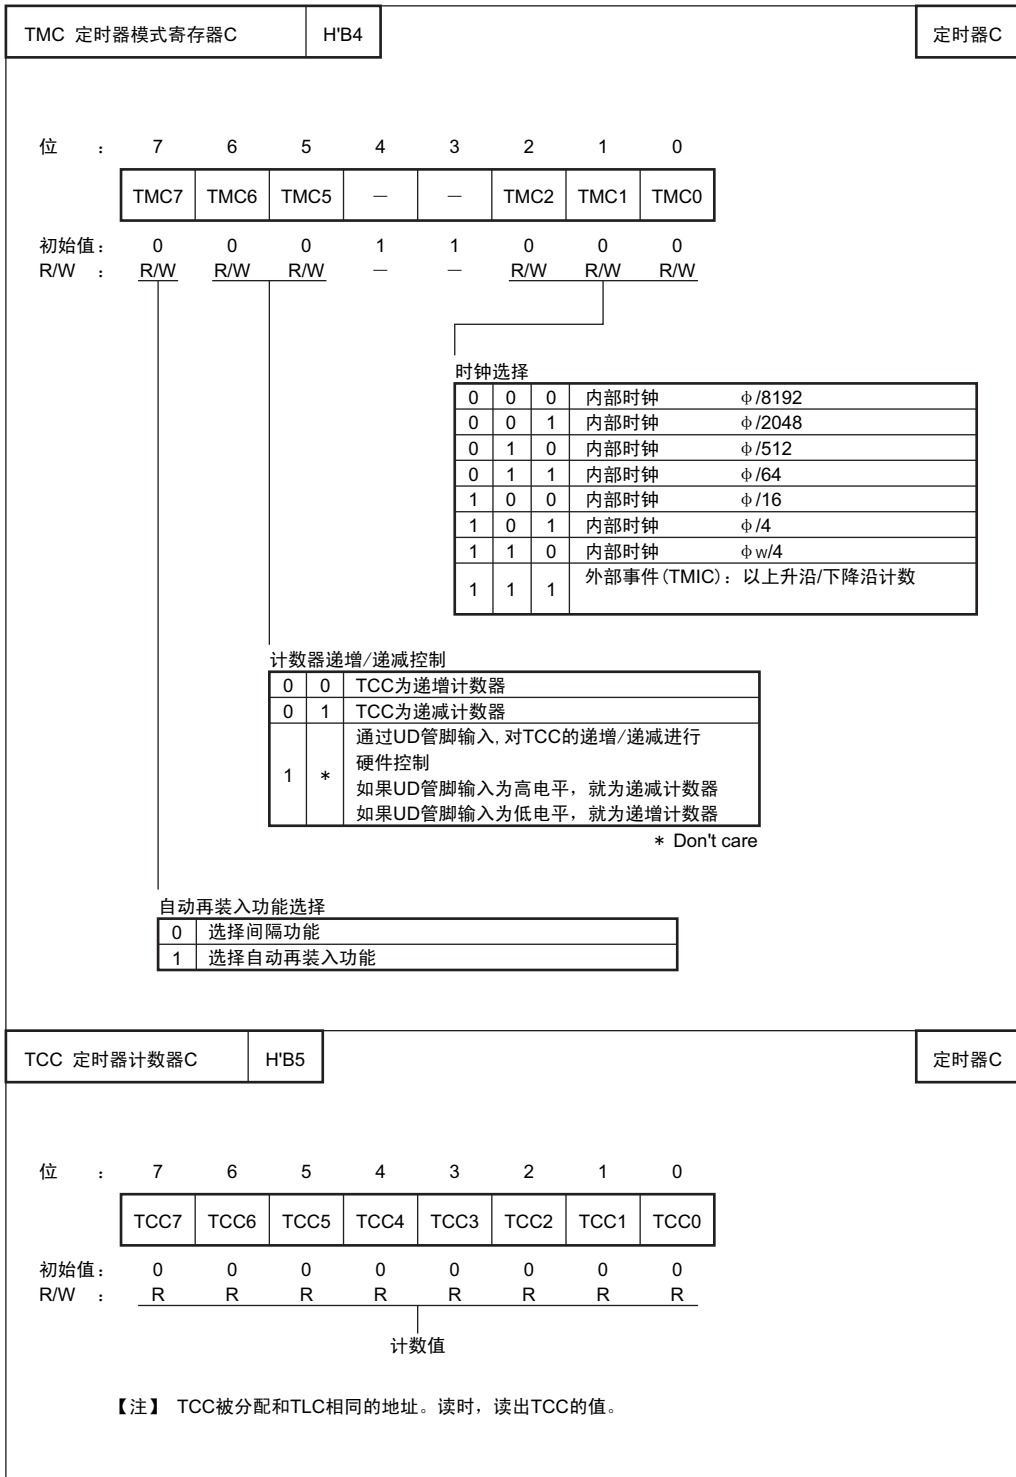 TMC 定时器模式寄存器C H'B4 定时器C
位 : 7 6 5 4 3 2 1 0
TMC7 TMC6 TMC5 — — TMC2 TMC1 TMC0
初始值: 0 0 0 1 1 0 0 0
R/W : R/W R/W R/W — — R/W R/W R/W
时钟选择
0 0 0 内部时钟 φ/8192
0 0 1 内部时钟 φ/2048
0 1 0 内部时钟 φ/512
0 1 1 内部时钟 φ/64
1 0 0 内部时钟 φ/16
1 0 1 内部时钟 φ/4
1 1 0 内部时钟 φw/4
1 1 1 外部事件(TMIC):以上升沿/下降沿计数
计数器递增/递减控制
0 0 TCC为递增计数器
0 1 TCC为递减计数器
1 * 通过UD管脚输入,对TCC的递增/递减进行
硬件控制
如果UD管脚输入为高电平，就为递减计数器
如果UD管脚输入为低电平，就为递增计数器
* Don't care
自动再装入功能选择
0 选择间隔功能
1 选择自动再装入功能
TCC 定时器计数器C H'B5 定时器C
位 : 7 6 5 4 3 2 1 0
TCC7 TCC6 TCC5 TCC4 TCC3 TCC2 TCC1 TCC0
初始值: 0 0 0 0 0 0 0 0
R/W : R R R R R R R R
计数值
【注】 TCC被分配和TLC相同的地址。读时，读出TCC的值。